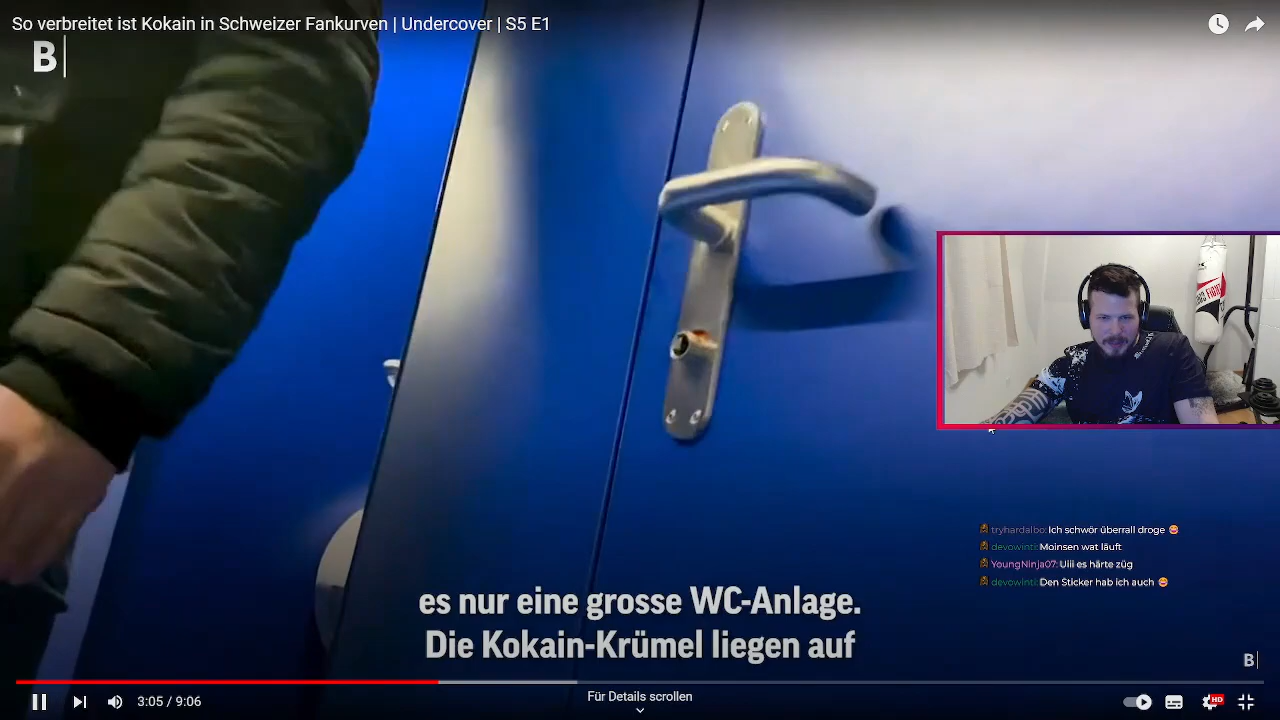 So verbreitet ist Kokain in Schweizer Fankurven | Undercover | S5 E1
B|
es nur eine grosse WC-Anlage.
Die Kokain-Krümel liegen auf
tryhardalbo: Ich schwör überrall droge
devowinti: Moinsen wat läuft
YoungNinja07: Uiii es härte züg
devowinti: Den Sticker hab ich auch
B|
3:05 / 9:06
Für Details scrollen
HD